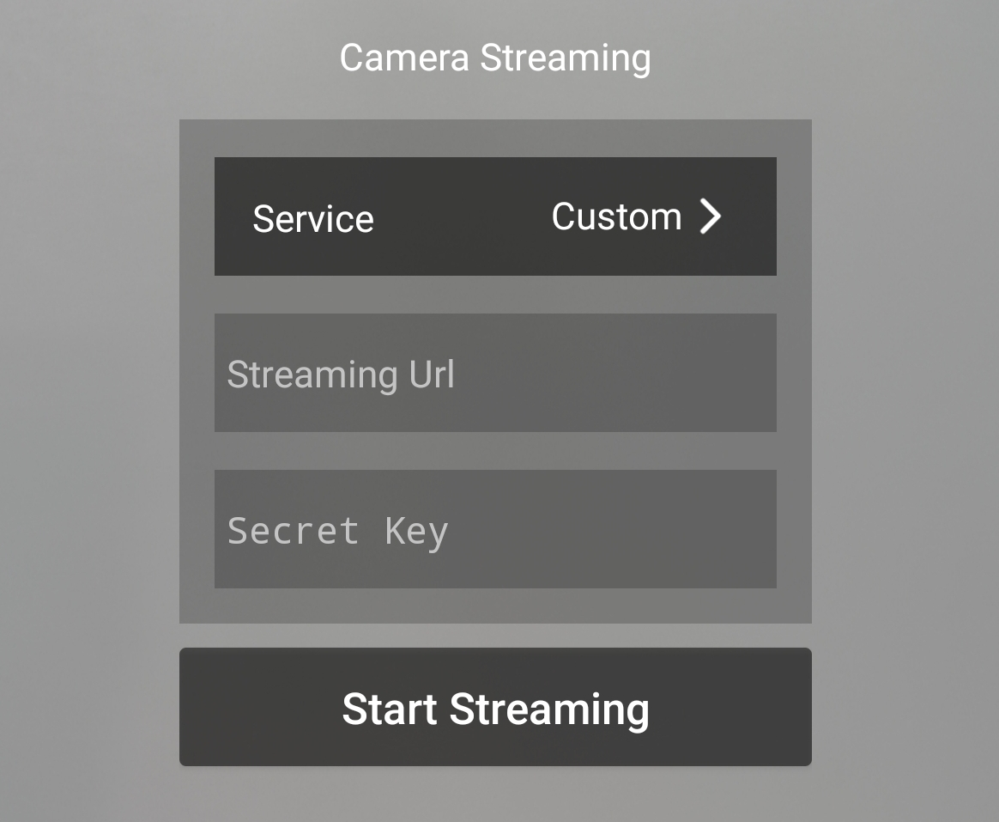 Camera Streaming
Service Custom
Streaming Url
Secret Key
Start Streaming